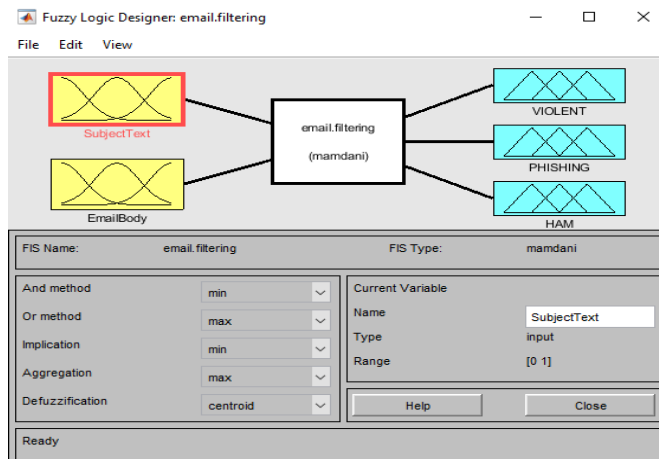 Fuzzy Logic Designer: email.filtering
File Edit View
SubjectText
EmailBody
email.filtering
(mamdani)
VIOLENT
PHISHING
HAM
FIS Name: email.filtering FIS Type: mamdani
And method min
Or method max
Implication min
Aggregation max
Defuzzification centroid
Current Variable
Name SubjectText
Type input
Range [0 1]
Help Close
Ready